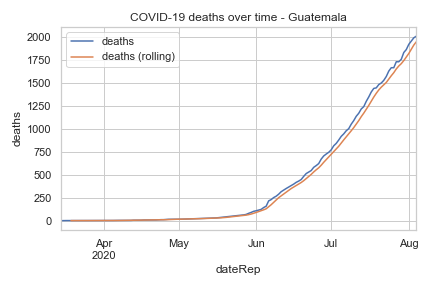 COVID-19 deaths over time - Guatemala
deaths
deaths (rolling)
2000
1750
1500
1250
1000
750
500
250
0
deaths
Apr
2020
May
Jun
Jul
Aug
dateRep